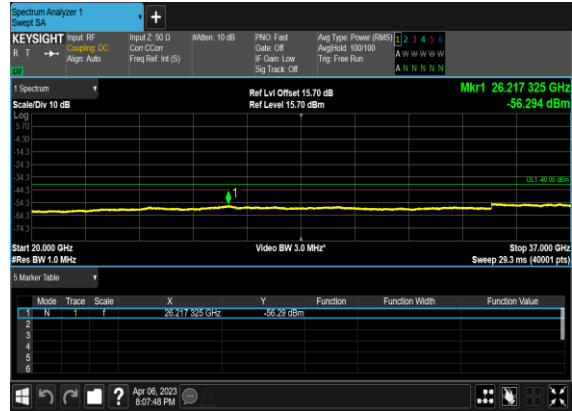 Spectrum Analyzer 1
Swept SA
+
KEYSIGHT
R T
LXI
Input: RF
Coupling: DC
Align: Auto
Input Z: 50 Ω
Corr CCorr
Freq Ref: Int (S)
#Atten: 10 dB
PNO: Fast
Gate: Off
IF Gain: Low
Sig Track: Off
Avg Type: Power (RMS)
Avg|Hold: 100/100
Trig: Free Run
1 2 3 4 5 6
A W W W W W
A N N N N N
1 Spectrum
Scale/Div 10 dB
Ref Lvl Offset 15.70 dB
Ref Level 15.70 dBm
Mkr1 26.217 325 GHz
-56.294 dBm
Log
5.70
-4.30
-14.3
-24.3
-34.3
-44.3
-54.3
-64.3
-74.3
DL1 -40.00 dBm
1
Start 20.000 GHz
#Res BW 1.0 MHz
Video BW 3.0 MHz*
Stop 37.000 GHz
Sweep 29.3 ms (40001 pts)
5 Marker Table
Mode Trace Scale X Y Function Function Width Function Value
1 N 1 f 26.217 325 GHz -56.29 dBm
2
3
4
5
6
?
Apr 06, 2023
8:07:48 PM